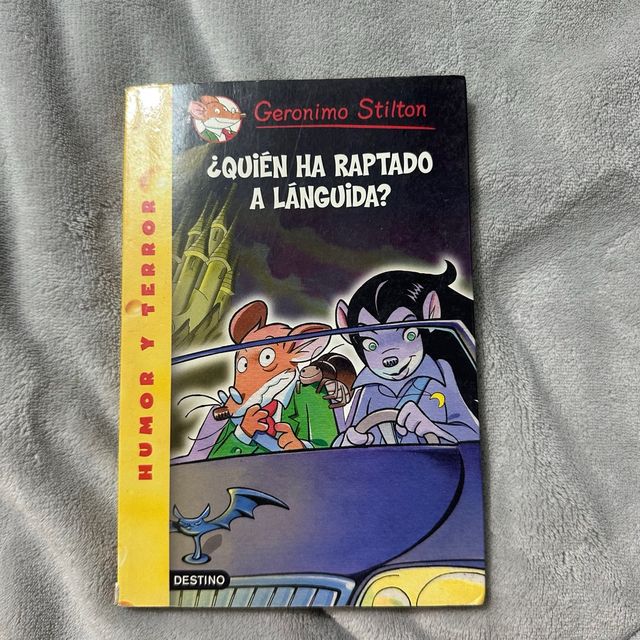 Geronimo Stilton
¿QUIÉN HA RAPTADO
A LÁNGUIDA?
HUMOR Y TERROR
DESTINO